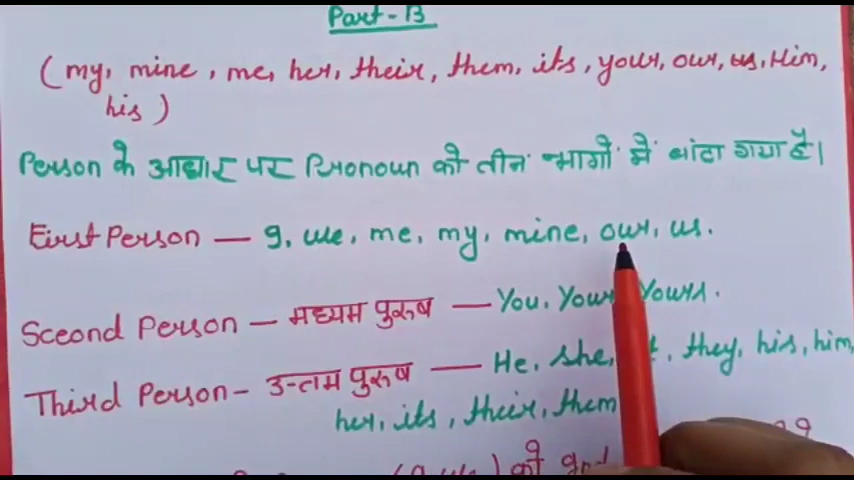 Part-B
(my, mine, me, her, their, them, its, your, our, us, Him,
his)
Person के आधार पर Pronoun को तीन भागों में बांटा गया है।
First Person — I, we, me, my, mine, our, us.
Sceond Person — मध्यम पुरुष — You, Your, Yours.
Third Person - उत्तम पुरुष — He, she, they, his, him,
her, its, their, them
को